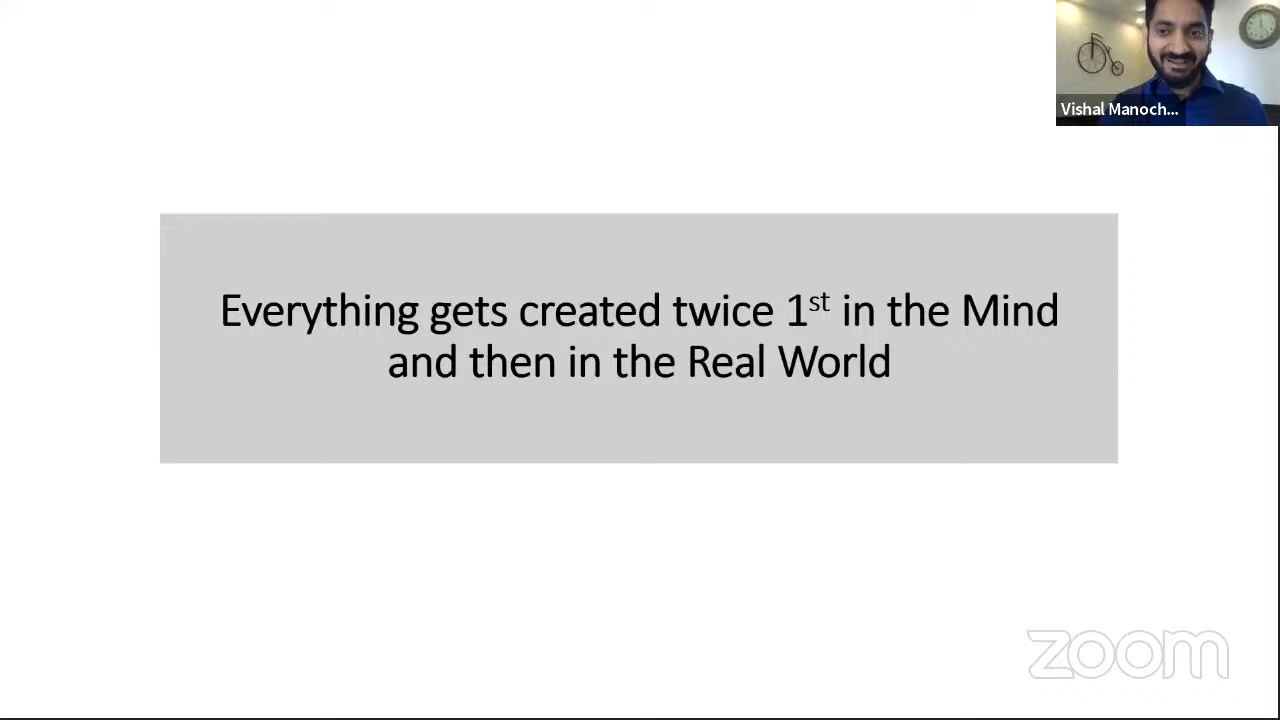 Vishal Manoch...
Everything gets created twice 1st in the Mind
and then in the Real World
zoom